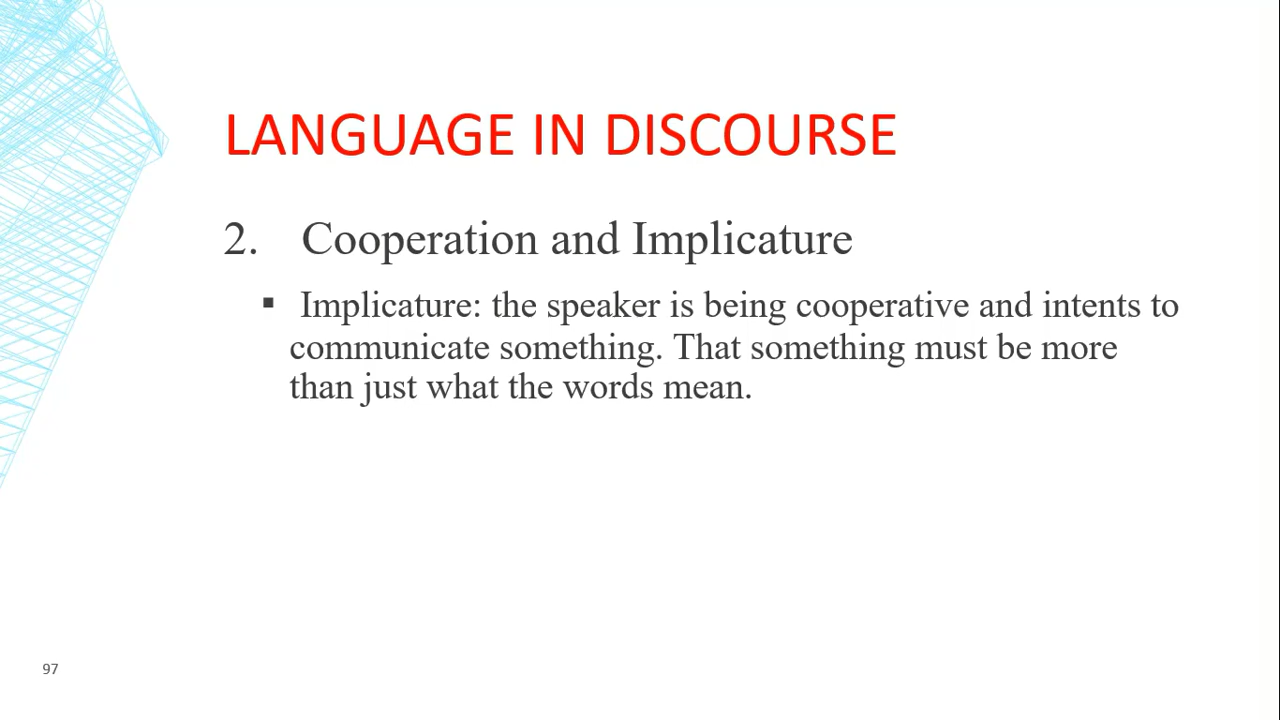 LANGUAGE IN DISCOURSE
2. Cooperation and Implicature
▪ Implicature: the speaker is being cooperative and intents to
communicate something. That something must be more
than just what the words mean.
97